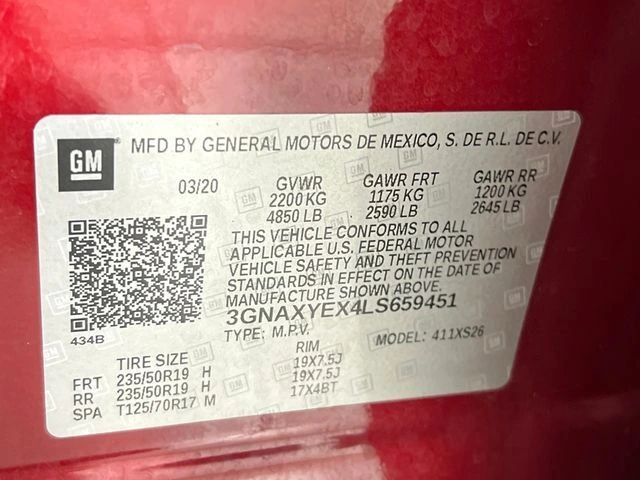 GM
MFD BY GENERAL MOTORS DE MEXICO, S. DE R.L. DE C.V.
03/20 GVWR GAWR FRT GAWR RR
2200 KG 1175 KG 1200 KG
4850 LB 2590 LB 2645 LB
THIS VEHICLE CONFORMS TO ALL
APPLICABLE U.S. FEDERAL MOTOR
VEHICLE SAFETY AND THEFT PREVENTION
STANDARDS IN EFFECT ON THE DATE OF
MANUFACTURE SHOWN ABOVE.
3GNAXYEX4LS659451
434B TYPE: M.P.V. MODEL: 411XS26
TIRE SIZE RIM
FRT 235/50R19 H 19X7.5J
RR 235/50R19 H 19X7.5J
SPA T125/70R17 M 17X4BT